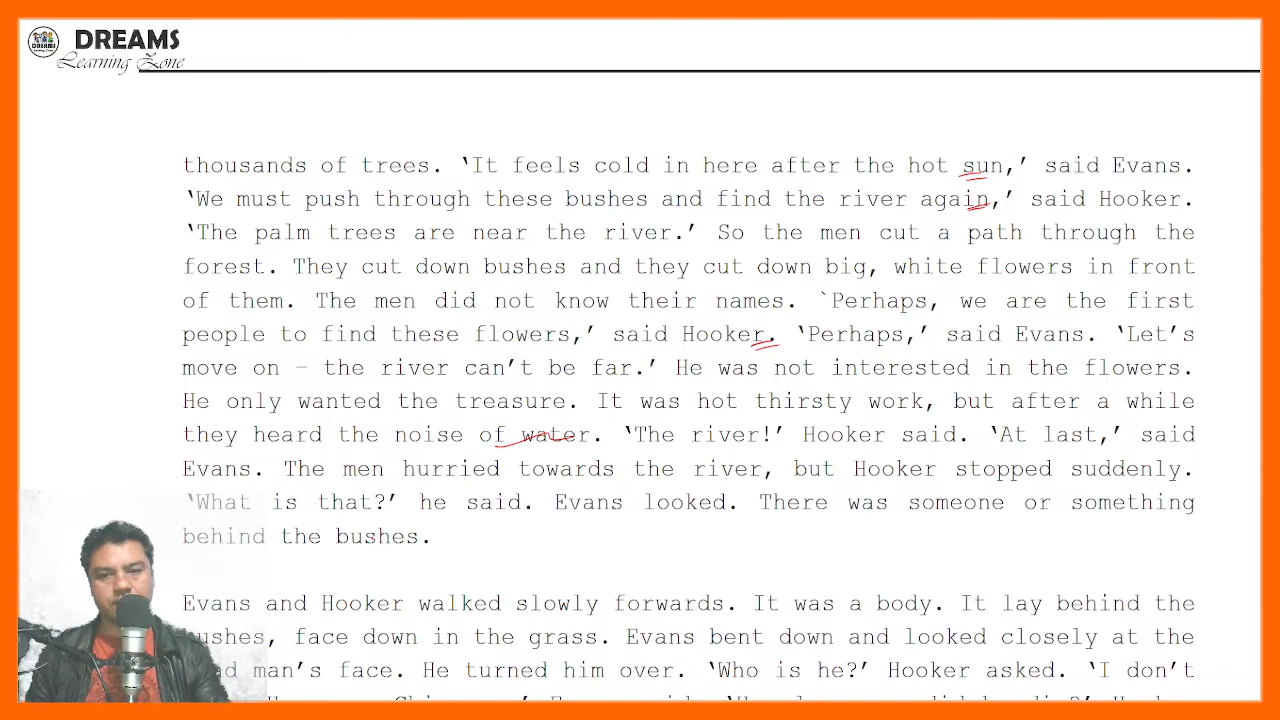 DREAMS
Learning Zone
thousands of trees. ‘It feels cold in here after the hot sun,’ said Evans.
‘We must push through these bushes and find the river again,’ said Hooker.
‘The palm trees are near the river.’ So the men cut a path through the
forest. They cut down bushes and they cut down big, white flowers in front
of them. The men did not know their names. `Perhaps, we are the first
people to find these flowers,’ said Hooker. ‘Perhaps,’ said Evans. ‘Let’s
move on – the river can’t be far.’ He was not interested in the flowers.
He only wanted the treasure. It was hot thirsty work, but after a while
they heard the noise of water. ‘The river!’ Hooker said. ‘At last,’ said
Evans. The men hurried towards the river, but Hooker stopped suddenly.
‘What is that?’ he said. Evans looked. There was someone or something
behind the bushes.
Evans and Hooker walked slowly forwards. It was a body. It lay behind the
bushes, face down in the grass. Evans bent down and looked closely at the
man’s face. He turned him over. ‘Who is he?’ Hooker asked. ‘I don’t